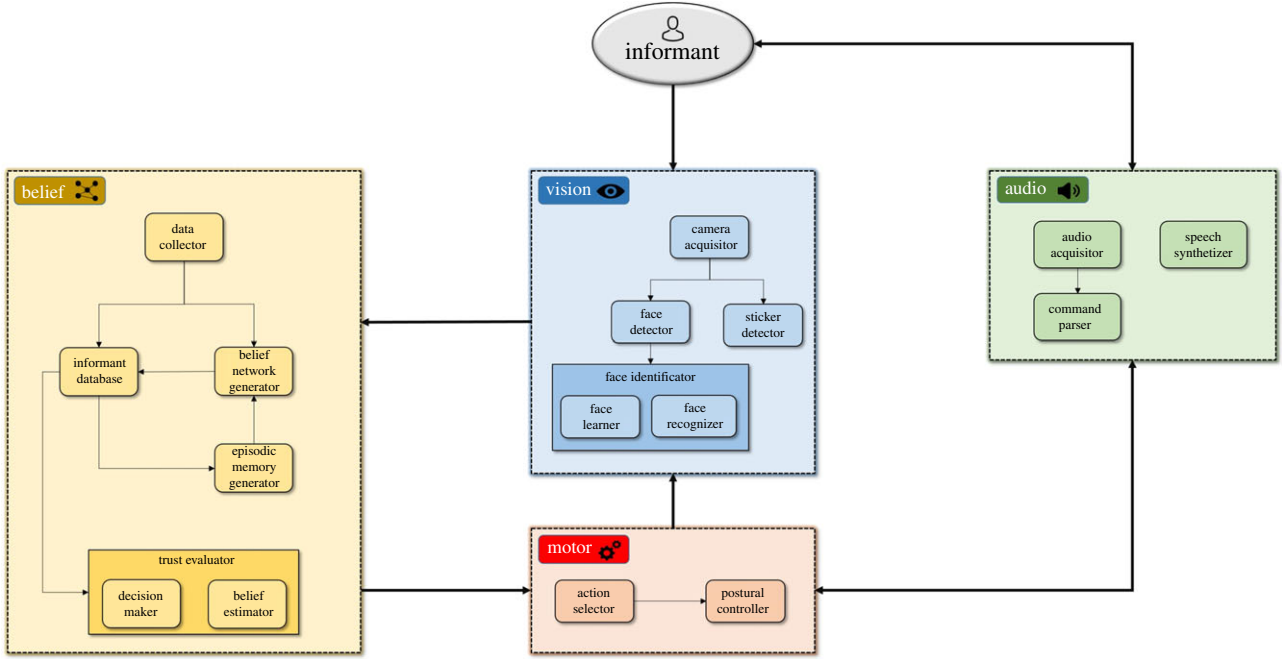 informant
belief
data
collector
informant
database
belief
network
generator
episodic
memory
generator
trust evaluator
decision
maker
belief
estimator
vision
camera
acquisitor
face
detector
sticker
detector
face identificator
face
learner
face
recognizer
motor
action
selector
postural
controller
audio
audio
acquisitor
speech
synthetizer
command
parser